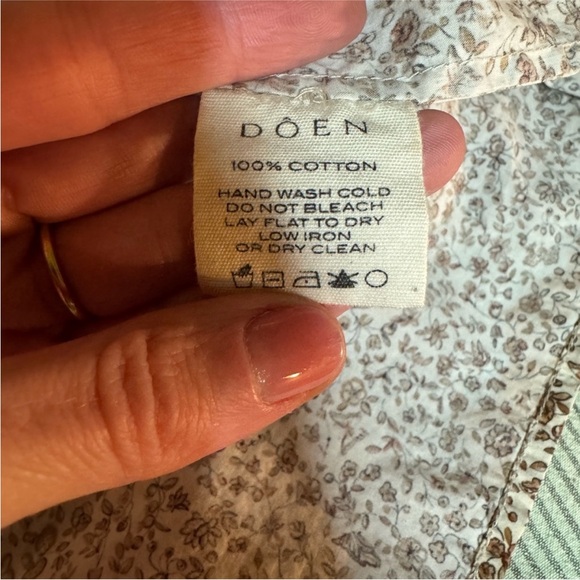 DÔEN
100% COTTON
HAND WASH COLD
DO NOT BLEACH
LAY FLAT TO DRY
LOW IRON
OR DRY CLEAN